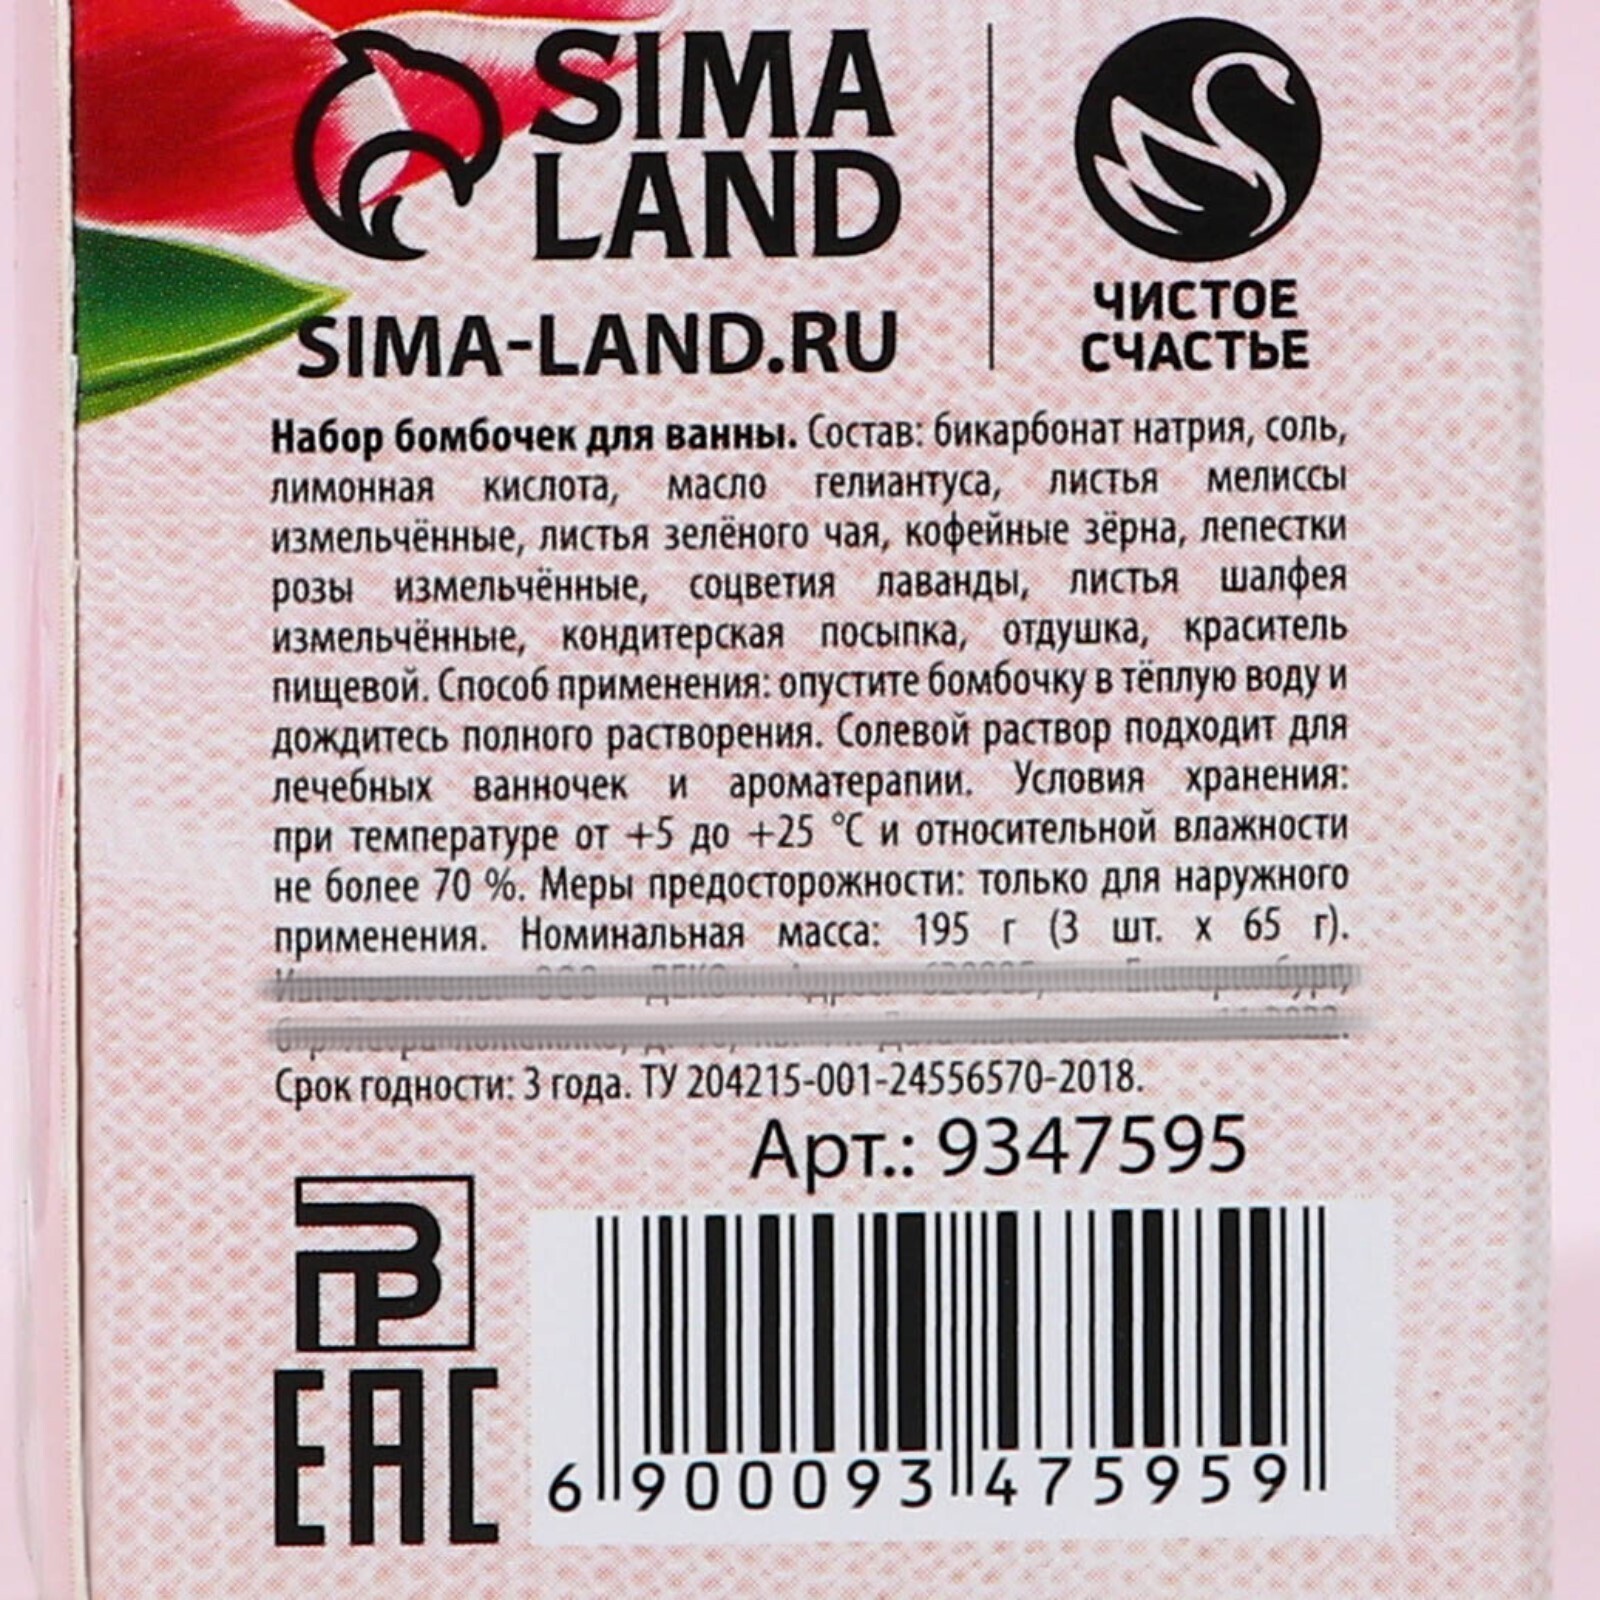 SIMA
LAND
SIMA-LAND.RU
ЧИСТОЕ
СЧАСТЬЕ
Набор бомбочек для ванны. Состав: бикарбонат натрия, соль,
лимонная кислота, масло гелиантуса, листья мелиссы
измельчённые, листья зелёного чая, кофейные зёрна, лепестки
розы измельчённые, соцветия лаванды, листья шалфея
измельчённые, кондитерская посыпка, отдушка, краситель
пищевой. Способ применения: опустите бомбочку в тёплую воду и
дождитесь полного растворения. Солевой раствор подходит для
лечебных ванночек и ароматерапии. Условия хранения:
при температуре от +5 до +25 °C и относительной влажности
не более 70 %. Меры предосторожности: только для наружного
применения. Номинальная масса: 195 г (3 шт. х 65 г).
Срок годности: 3 года. ТУ 204215-001-24556570-2018.
Арт.: 9347595
ЕАС
6 900093 475959